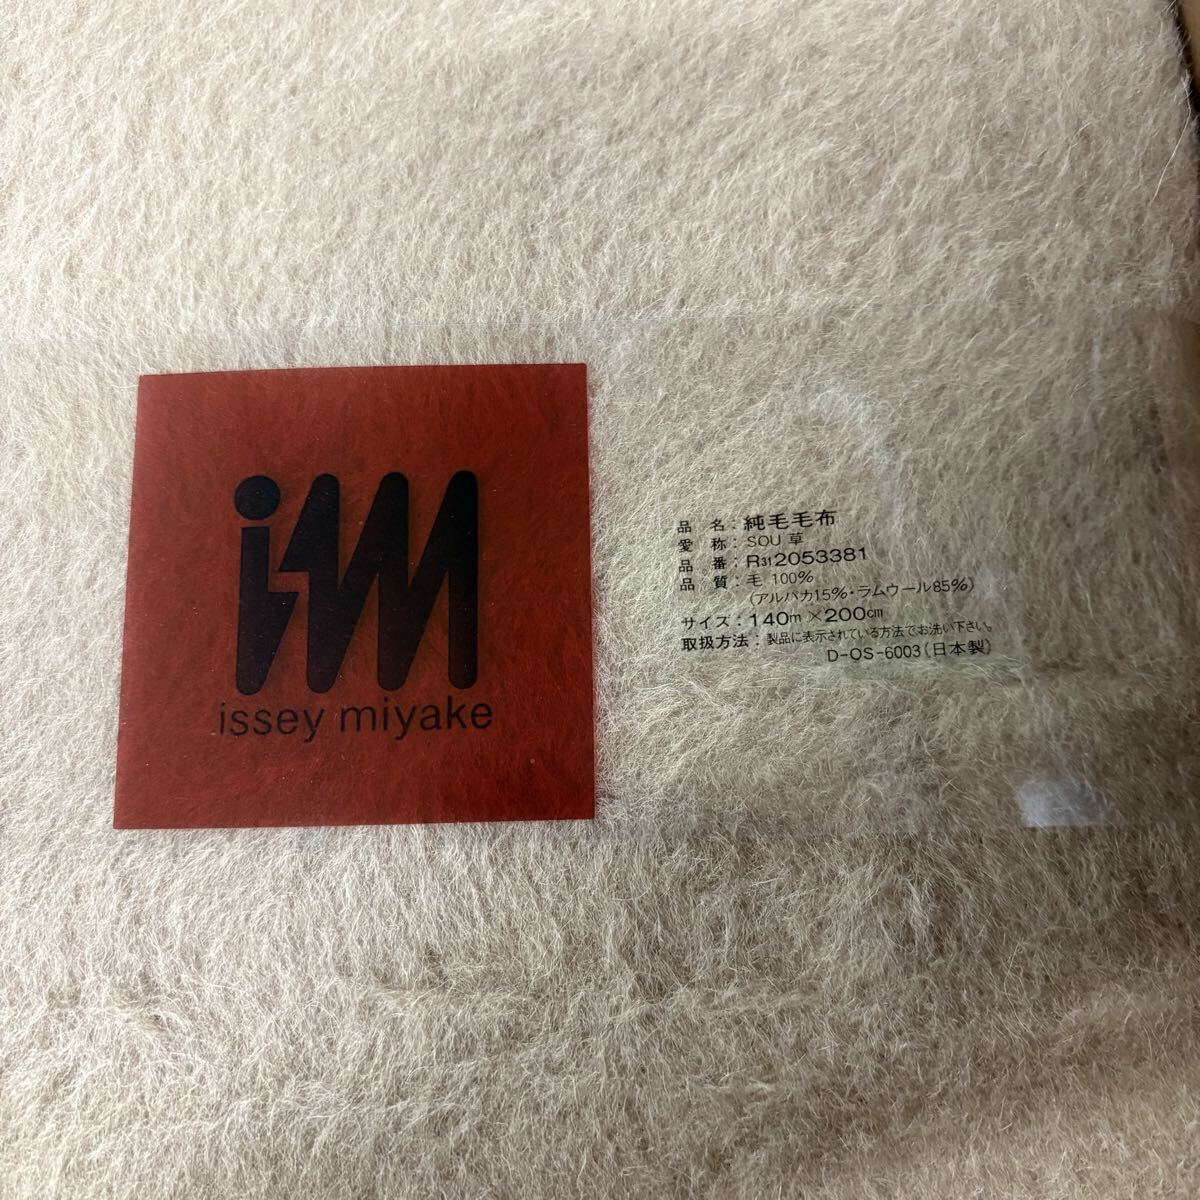 im
issey miyake
品 名：純毛毛布
愛 称：SOU 草
品 番：R312053381
品 質：毛 100%
（アルパカ15%・ラムウール85%）
サイズ：140㎝×200㎝
取扱方法：製品に表示されている方法でお洗い下さい。
D-OS-6003（日本製）